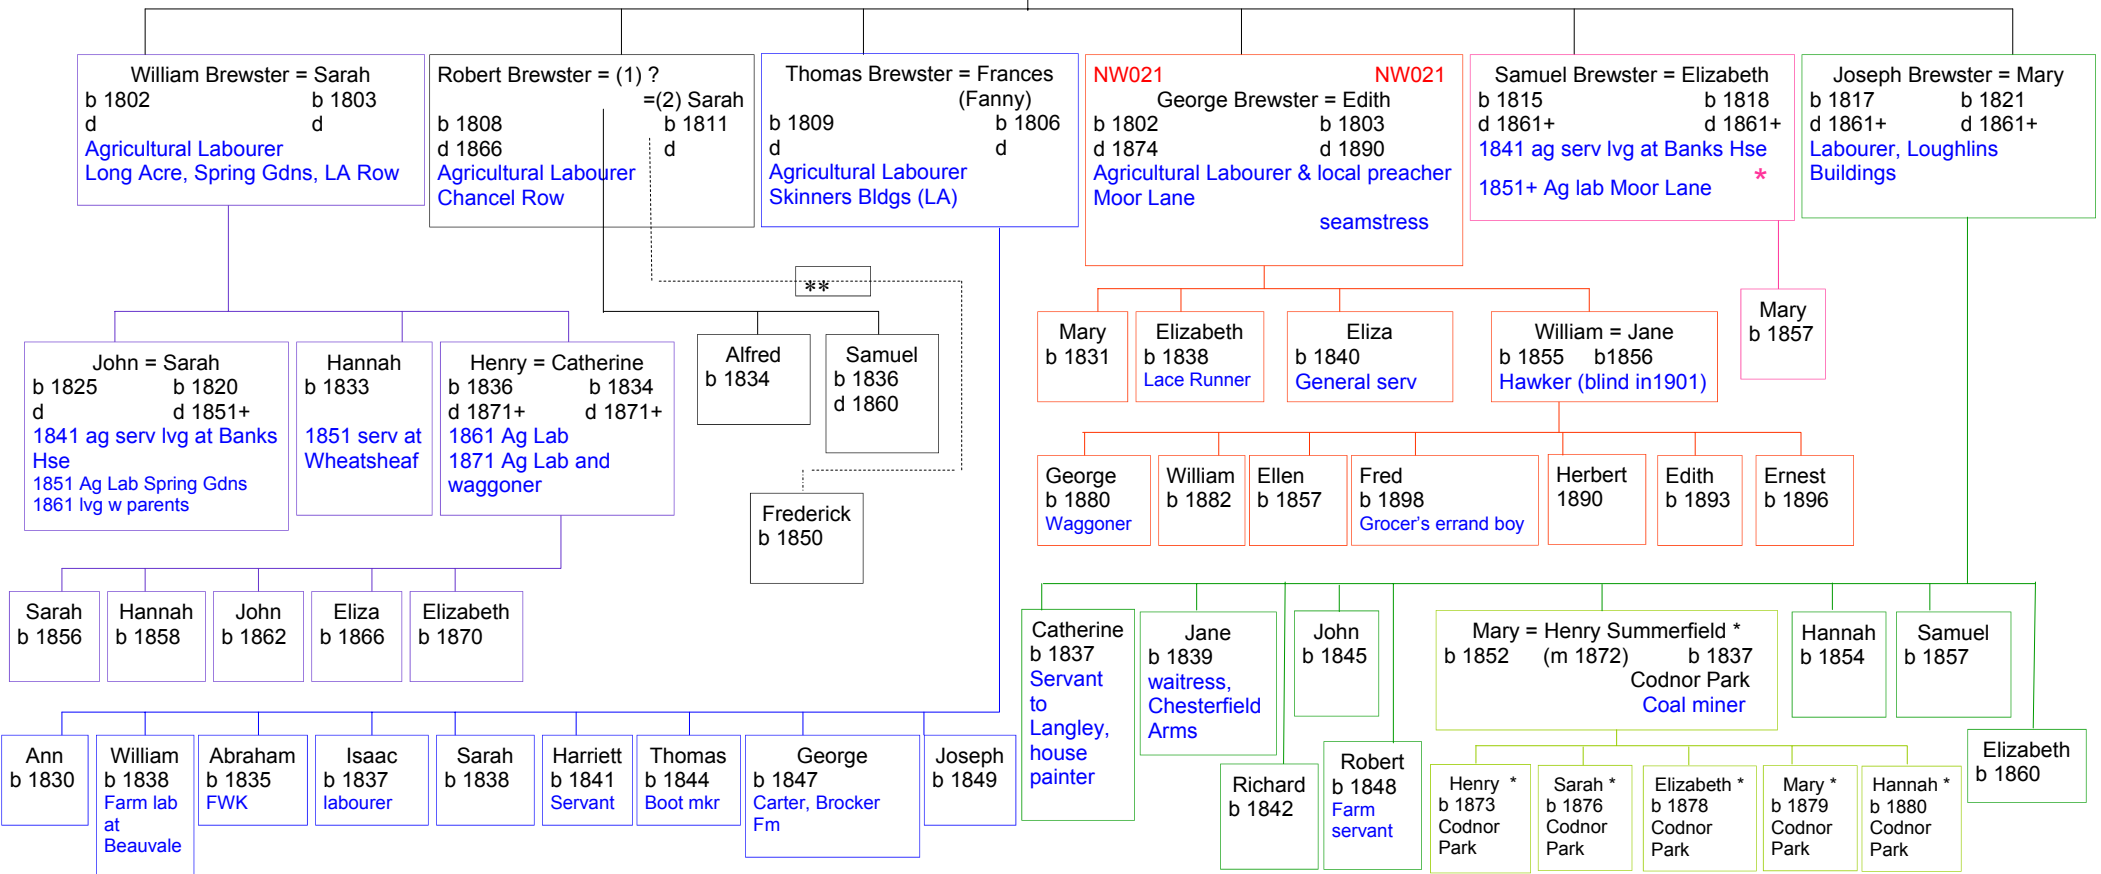 William Brewster = Sarah
b 1802 b 1803
d d
Agricultural Labourer
Long Acre, Spring Gdns, LA Row
Robert Brewster = (1) ?
=(2) Sarah
b 1808 b 1811
d 1866 d
Agricultural Labourer
Chancel Row
Thomas Brewster = Frances
(Fanny)
b 1809 b 1806
d d
Agricultural Labourer
Skinners Bldgs (LA)
NW021 NW021
George Brewster = Edith
b 1802 b 1803
d 1874 d 1890
Agricultural Labourer & local preacher
Moor Lane
seamstress
Samuel Brewster = Elizabeth
b 1815 b 1818
d 1861+ d 1861+
1841 ag serv lvg at Banks Hse
*
1851+ Ag lab Moor Lane
Joseph Brewster = Mary
b 1817 b 1821
d 1861+ d 1861+
Labourer, Loughlins
Buildings
**
John = Sarah
b 1825 b 1820
d d 1851+
1841 ag serv lvg at Banks
Hse
1851 Ag Lab Spring Gdns
1861 lvg w parents
Hannah
b 1833
1851 serv at
Wheatsheaf
Henry = Catherine
b 1836 b 1834
d 1871+ d 1871+
1861 Ag Lab
1871 Ag Lab and
waggoner
Alfred
b 1834
Samuel
b 1836
d 1860
Frederick
b 1850
Mary
b 1831
Elizabeth
b 1838
Lace Runner
Eliza
b 1840
General serv
William = Jane
b 1855 b1856
Hawker (blind in1901)
Mary
b 1857
George
b 1880
Waggoner
William
b 1882
Ellen
b 1857
Fred
b 1898
Grocer's errand boy
Herbert
1890
Edith
b 1893
Ernest
b 1896
Sarah
b 1856
Hannah
b 1858
John
b 1862
Eliza
b 1866
Elizabeth
b 1870
Catherine
b 1837
Servant
to
Langley,
house
painter
Jane
b 1839
waitress,
Chesterfield
Arms
Richard
b 1842
John
b 1845
Robert
b 1848
Farm
servant
Mary = Henry Summerfield *
b 1852 (m 1872) b 1837
Codnor Park
Coal miner
Hannah
b 1854
Samuel
b 1857
Elizabeth
b 1860
Henry *
b 1873
Codnor
Park
Sarah *
b 1876
Codnor
Park
Elizabeth *
b 1878
Codnor
Park
Mary *
b 1879
Codnor
Park
Hannah *
b 1880
Codnor
Park
Ann
b 1830
William
b 1838
Farm lab
at
Beauvale
Abraham
b 1835
FWK
Isaac
b 1837
labourer
Sarah
b 1838
Harriett
b 1841
Servant
Thomas
b 1844
Boot mkr
George
b 1847
Carter, Brocker
Fm
Joseph
b 1849